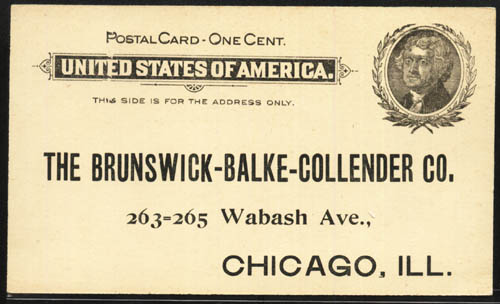 POSTAL CARD - ONE CENT.
UNITED STATES OF AMERICA.
THIS SIDE IS FOR THE ADDRESS ONLY.
THE BRUNSWICK-BALKE-COLLENDER CO.
263=265 Wabash Ave.,
CHICAGO, ILL.